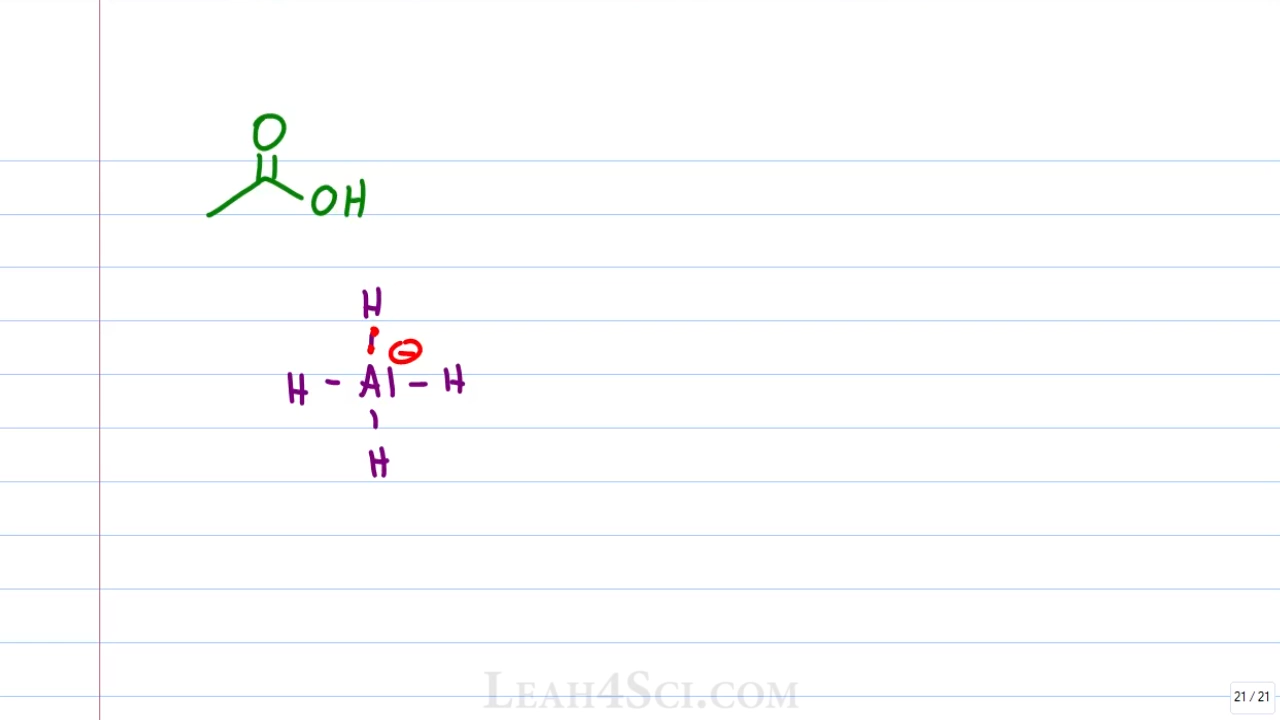 O
OH
H
⊖
H - Al - H
H
LEAH4SCI.COM
21 / 21